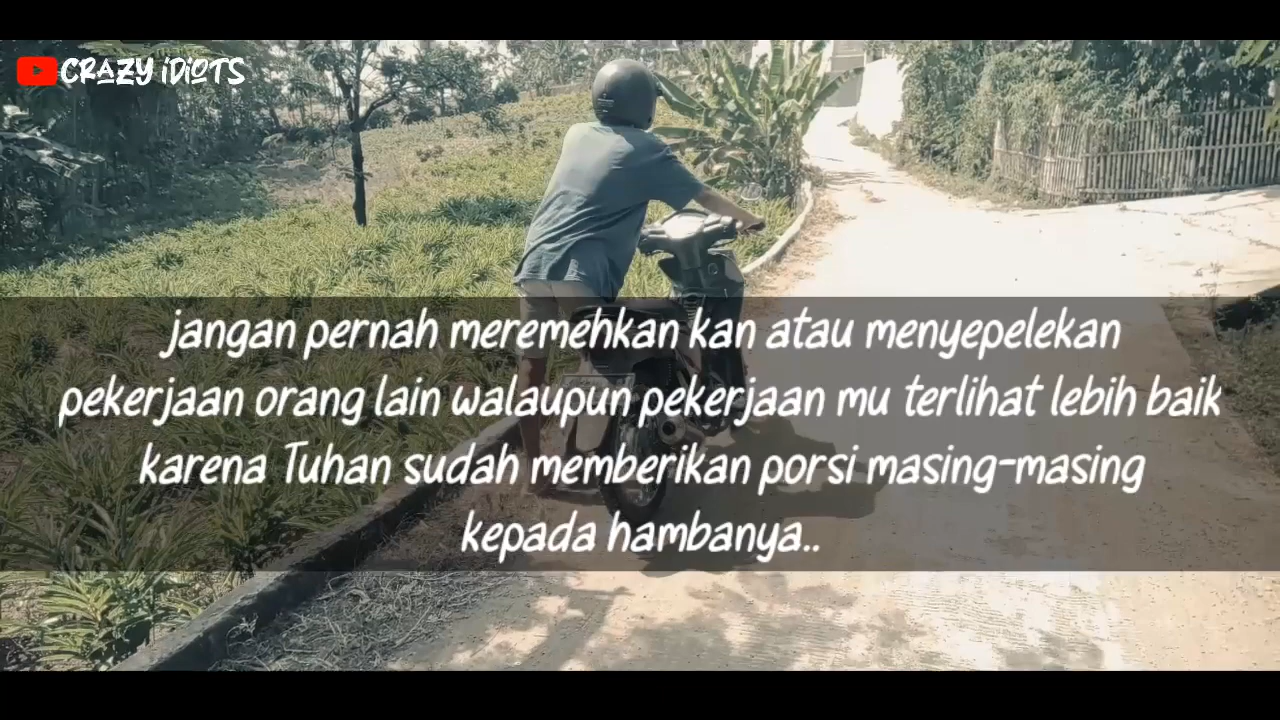 CRAZY iDiOTS
jangan pernah meremehkan kan atau menyepelekan
pekerjaan orang lain walaupun pekerjaan mu terlihat lebih baik
karena Tuhan sudah memberikan porsi masing-masing
kepada hambanya..